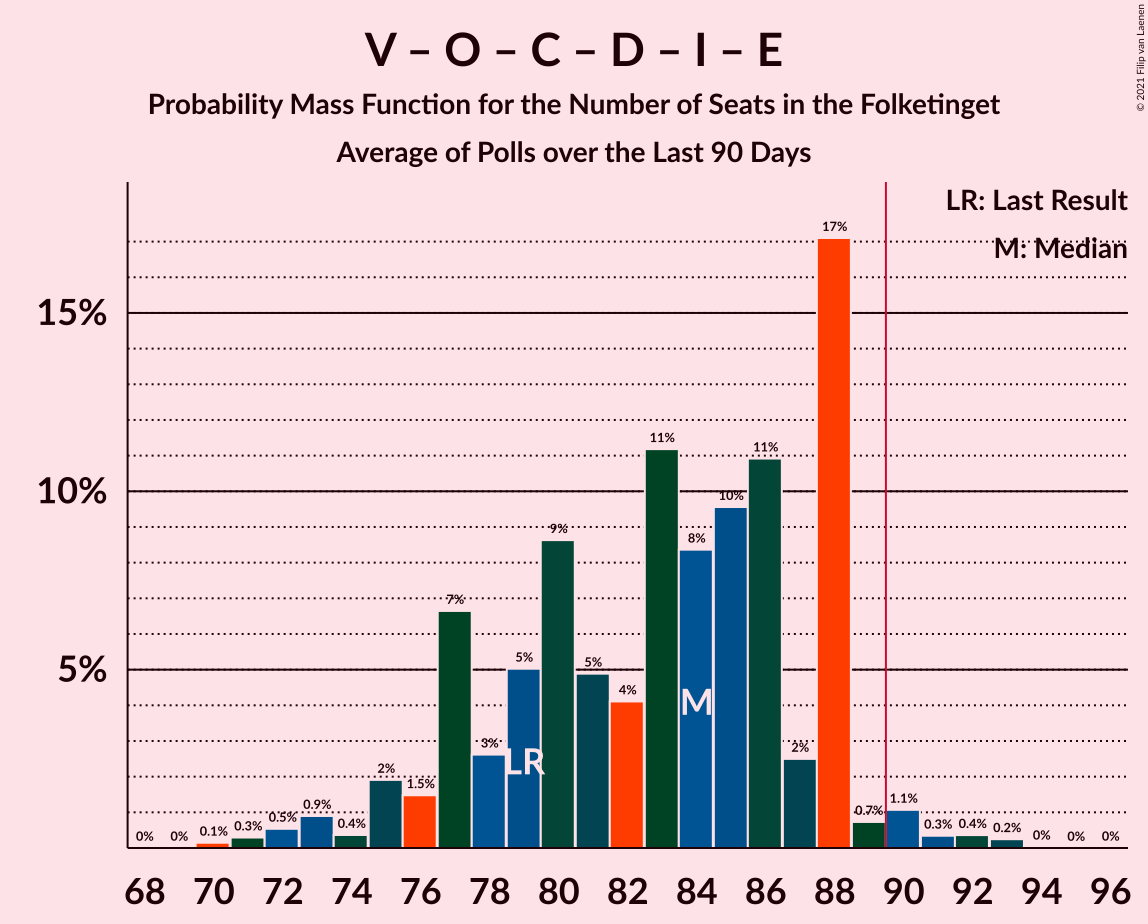 V – O – C – D – I – E
Probability Mass Function for the Number of Seats in the Folketinget
Average of Polls over the Last 90 Days
© 2021 Filip van Laenen
LR: Last Result
M: Median
15%
10%
5%
0% 0% 0.1% 0.3% 0.5% 0.9% 0.4% 2% 1.5% 7% 3% 5% 9% 5% 4% 11% 8% 10% 11% 2% 17% 0.7% 1.1% 0.3% 0.4% 0.2% 0% 0% 0%
LR
M
68 70 72 74 76 78 80 82 84 86 88 90 92 94 96